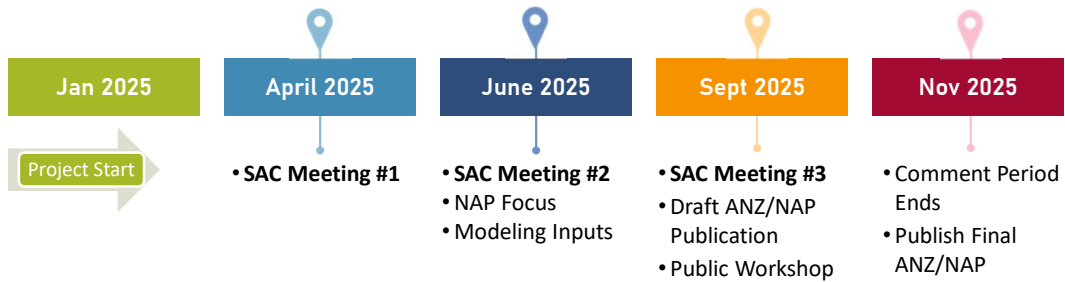 Jan 2025
April 2025
June 2025
Sept 2025
Nov 2025
Project Start
• SAC Meeting #1
• SAC Meeting #2
• NAP Focus
• Modeling Inputs
• SAC Meeting #3
• Draft ANZ/NAP
Publication
• Public Workshop
• Comment Period
Ends
• Publish Final
ANZ/NAP